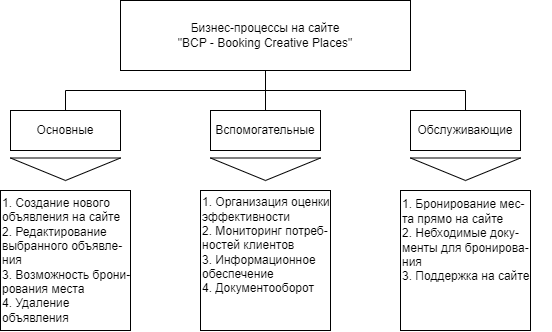 Бизнес-процессы на сайте
"BCP - Booking Creative Places"
Основные
Вспомогательные
Обслуживающие
1. Создание нового
объявления на сайте
2. Редактирование
выбранного объявле-
ния
3. Возможность брони-
рования места
4. Удаление
объявления
1. Организация оценки
эффективности
2. Мониторинг потреб-
ностей клиентов
3. Информационное
обеспечение
4. Документооборот
1. Бронирование мес-
та прямо на сайте
2. Небходимые доку-
менты для бронирова-
ния
3. Поддержка на сайте